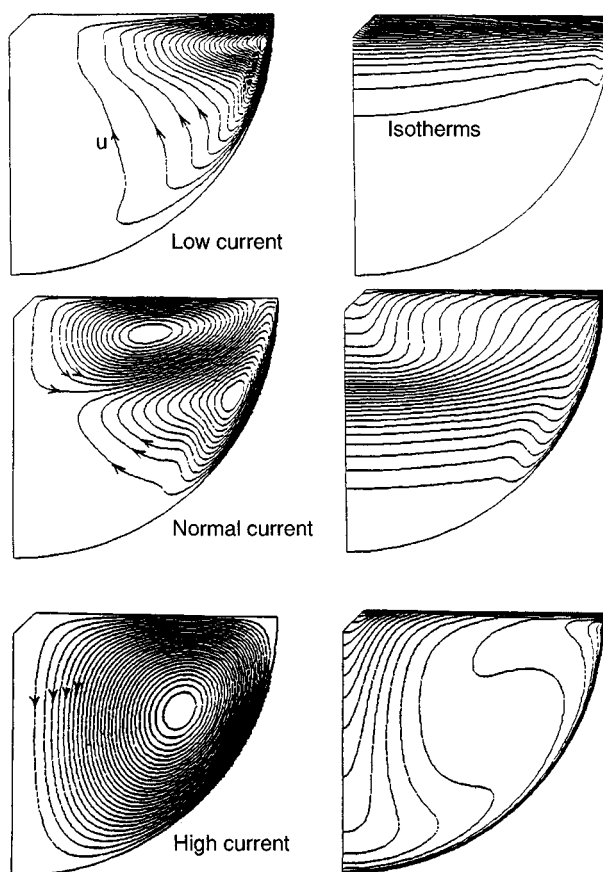 Isotherms
u
Low current
Normal current
High current